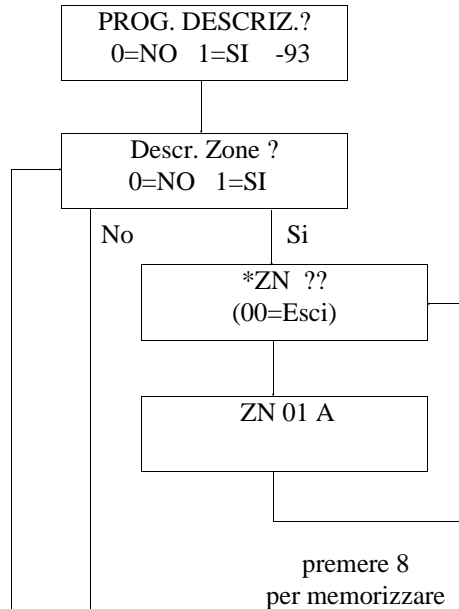 PROG. DESCRIZ.?
0=NO 1=SI -93
Descr. Zone ?
0=NO 1=SI
No
Si
*ZN ??
(00=Esci)
ZN 01 A
premere 8
per memorizzare